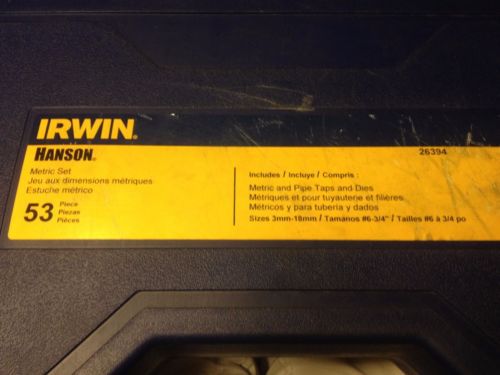 IRWIN.
HANSON.
26394
Metric Set
Jeu aux dimensions métriques
Estuche métrico
53 Piece
Piezas
Pièces
Includes / Incluye / Compris :
Metric and Pipe Taps and Dies
Métriques et pour tuyauterie et filières
Métricos y para tuberia y dados
Sizes 3mm-18mm / Tamanos #6-3/4" / Tailles #6 à 3/4 po